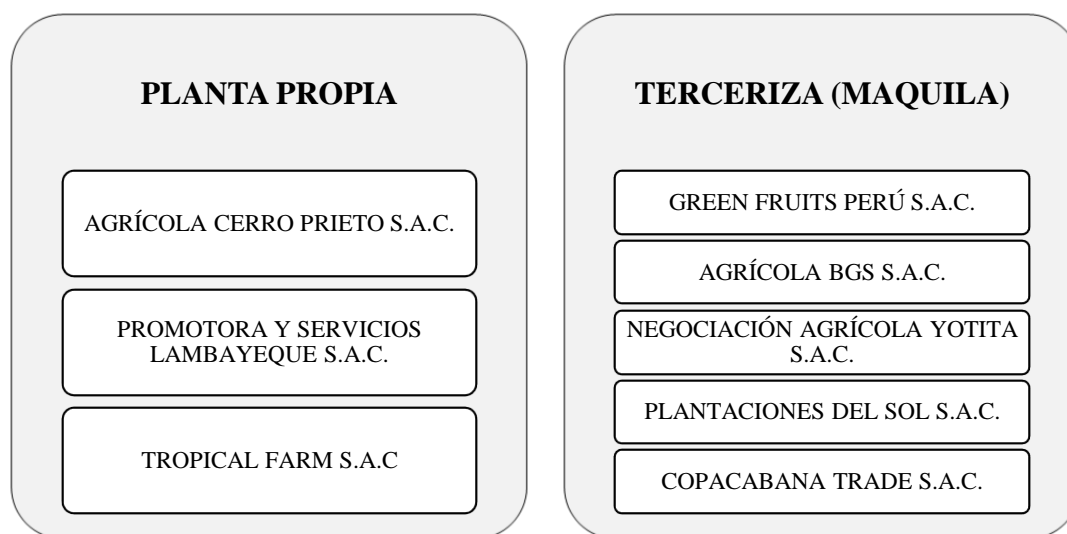 PLANTA PROPIA
AGRÍCOLA CERRO PRIETO S.A.C.
PROMOTORA Y SERVICIOS
LAMBAYEQUE S.A.C.
TROPICAL FARM S.A.C
TERCERIZA (MAQUILA)
GREEN FRUITS PERÚ S.A.C.
AGRÍCOLA BGS S.A.C.
NEGOCIACIÓN AGRÍCOLA YOTITA
S.A.C.
PLANTACIONES DEL SOL S.A.C.
COPACABANA TRADE S.A.C.